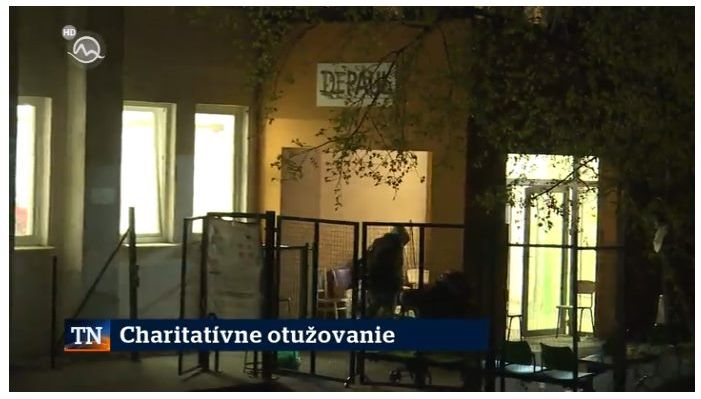 HD
DEPAUL
TN Charitatívne otužovanie